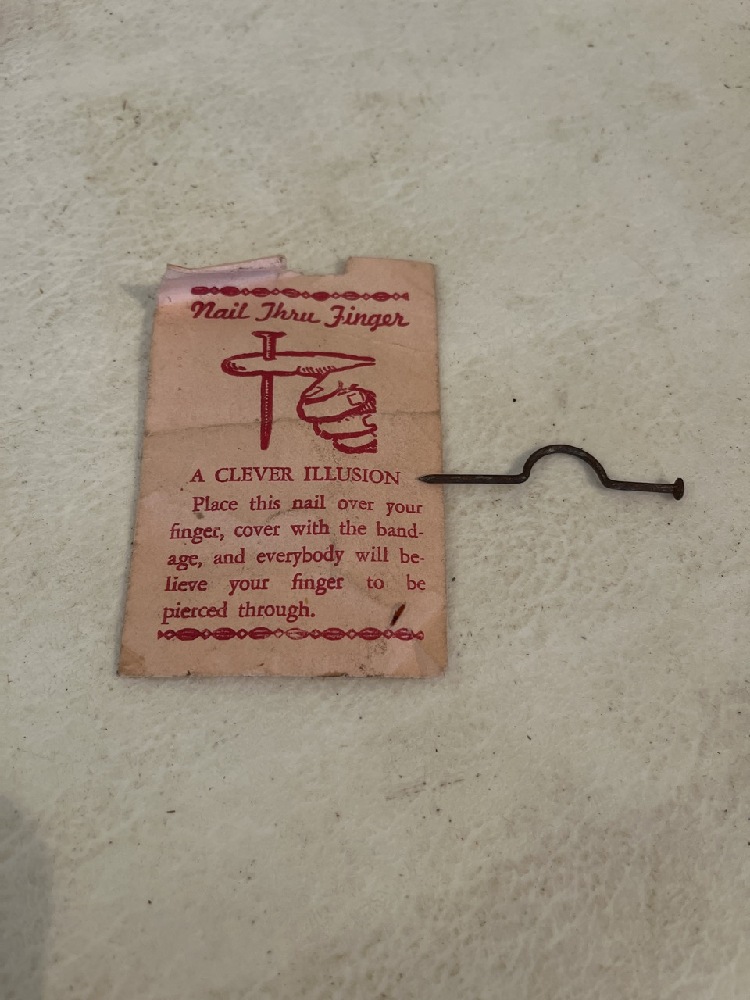 Nail Thru Finger
A CLEVER ILLUSION
Place this nail over your
finger, cover with the band-
age, and everybody will be-
lieve your finger to be
pierced through.